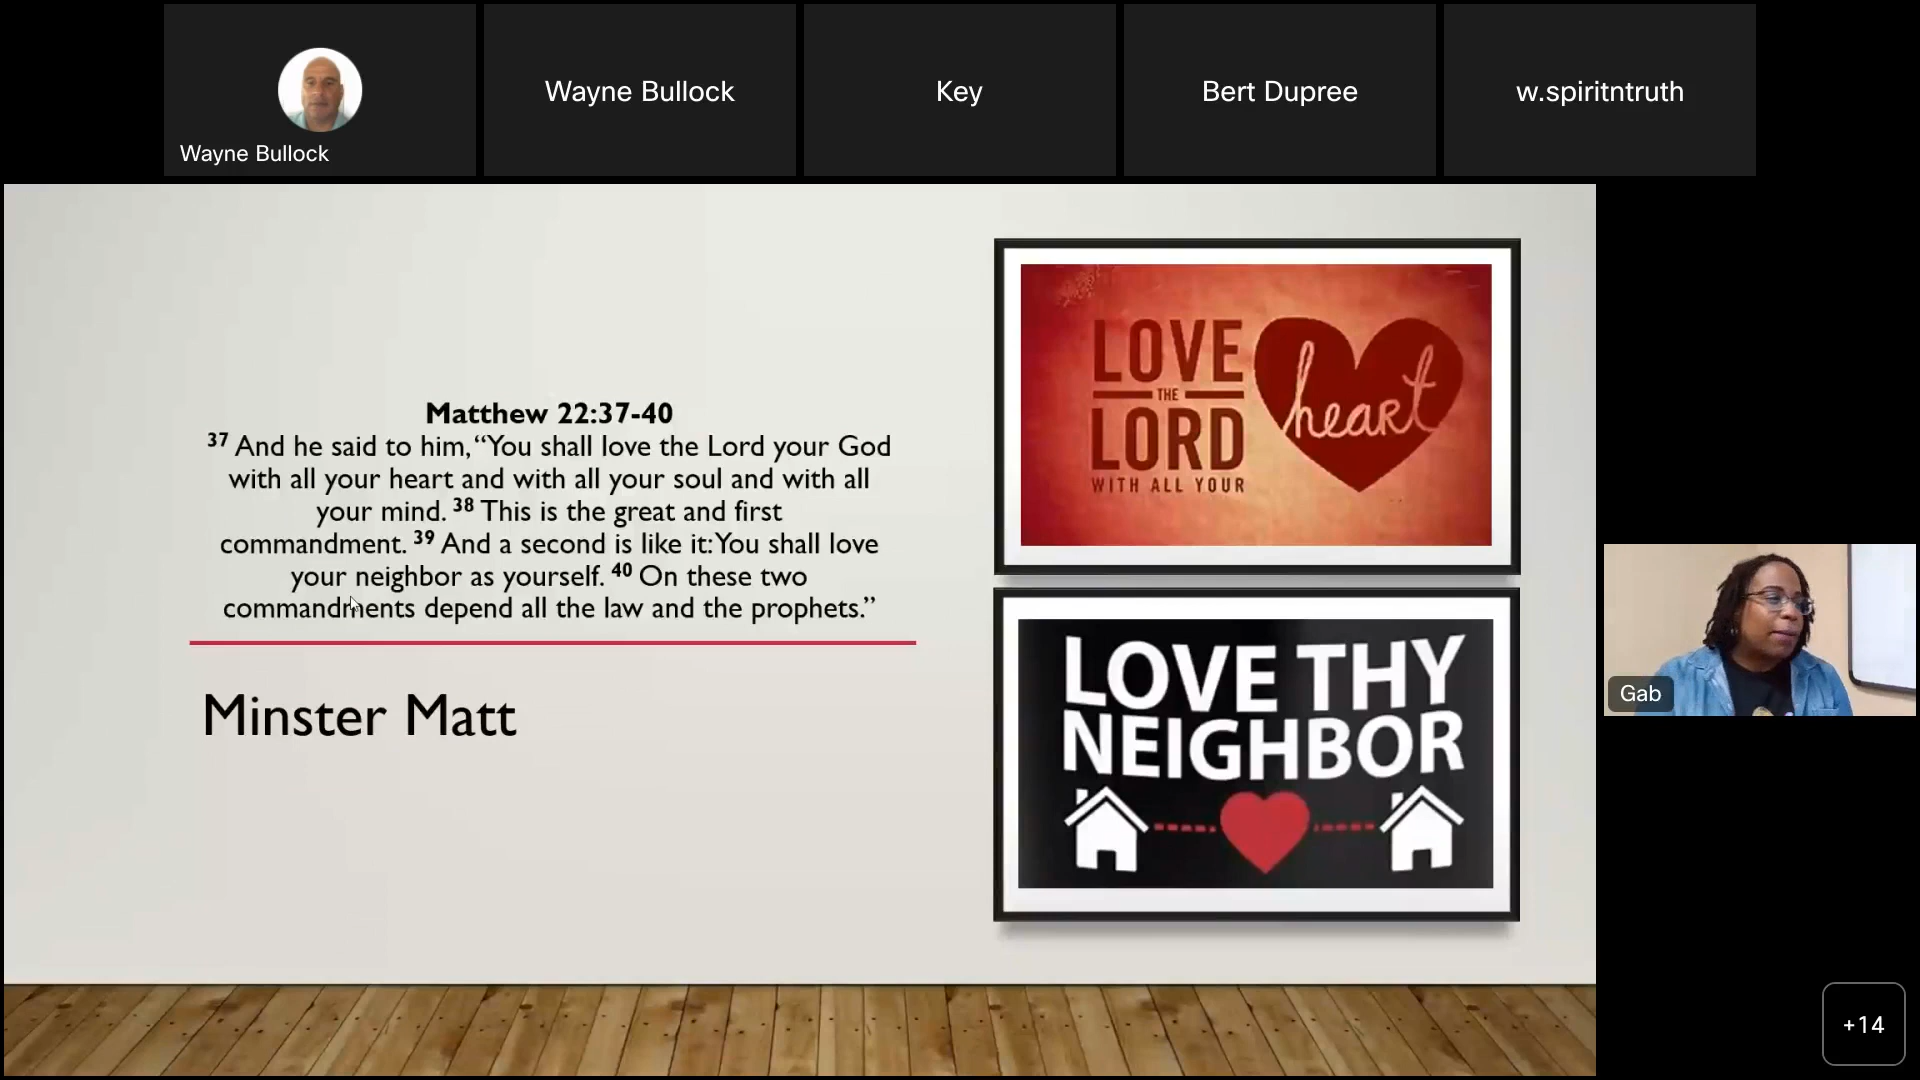 Wayne Bullock
Wayne Bullock
Key
Bert Dupree
w.spiritntruth
Matthew 22:37-40
37 And he said to him, “You shall love the Lord your God
with all your heart and with all your soul and with all
your mind. 38 This is the great and first
commandment. 39 And a second is like it: You shall love
your neighbor as yourself. 40 On these two
commandments depend all the law and the prophets.”
Minster Matt
LOVE
THE
LORD
WITH ALL YOUR
heart
LOVE THY
NEIGHBOR
Gab
+14